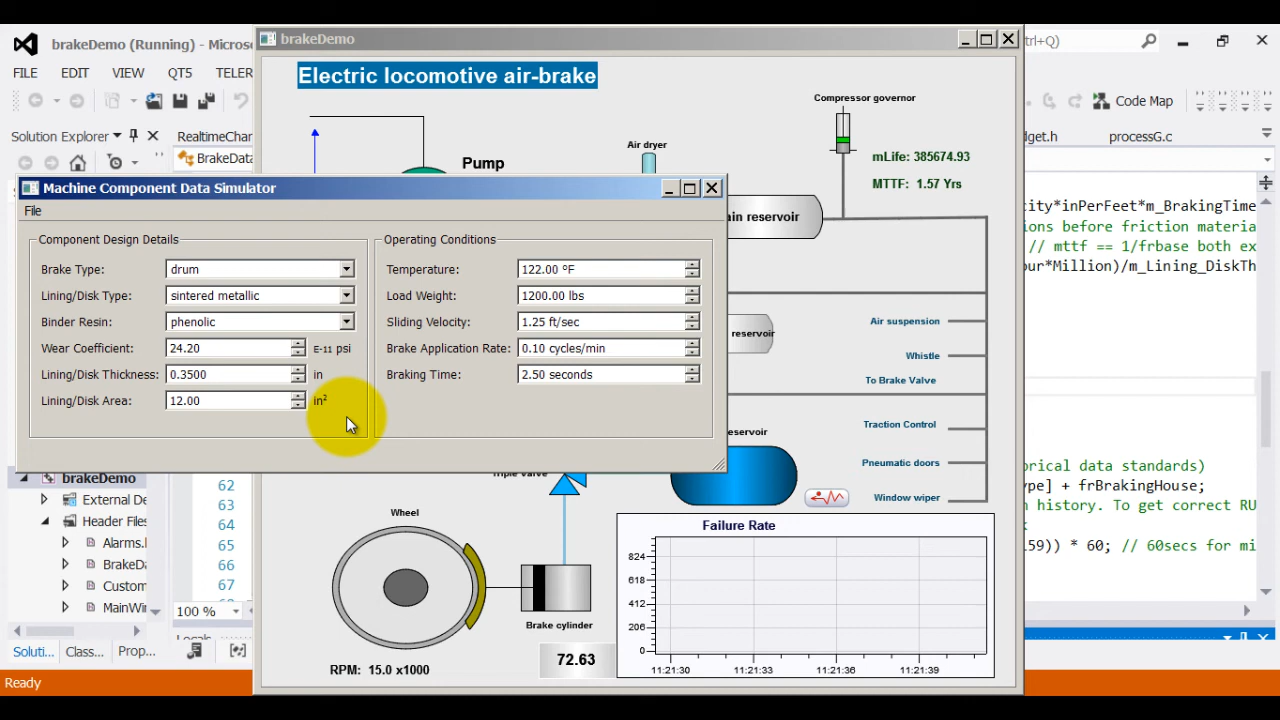 brakeDemo (Running) - Micros
trl+Q)
FILE EDIT VIEW QT5 TELER
Code Map
Solution Explorer
RealtimeChar
dget.h
processG.c
BrakeData
brakeDemo
External De
Header Files
Alarms.
BrakeDa
Custom
MainWin
62
63
64
65
66
67
100 %
Locals
Soluti... Class... Prop...
Ready
city*inPerFeet*m_BrakingTime
ions before friction materia
// mttf == 1/frbase both ex
our*Million)/m_Lining_DiskTh
orical data standards)
ype] + frBrakingHouse;
n history. To get correct RU
159)) * 60; // 60secs for mi
brakeDemo
Electric locomotive air-brake
Compressor governor
Air dryer
Pump
mLife: 385674.93
MTTF: 1.57 Yrs
ain reservoir
reservoir
Air suspension
Whistle
To Brake Valve
Traction Control
Pneumatic doors
Window wiper
servoir
Triple valve
Wheel
Brake cylinder
RPM: 15.0 x1000
72.63
Failure Rate
824
618
412
206
0
11:21:30 11:21:33 11:21:36 11:21:39
Machine Component Data Simulator
File
Component Design Details
Brake Type: drum
Lining/Disk Type: sintered metallic
Binder Resin: phenolic
Wear Coefficient: 24.20 E-11 psi
Lining/Disk Thickness: 0.3500 in
Lining/Disk Area: 12.00 in²
Operating Conditions
Temperature: 122.00 °F
Load Weight: 1200.00 lbs
Sliding Velocity: 1.25 ft/sec
Brake Application Rate: 0.10 cycles/min
Braking Time: 2.50 seconds